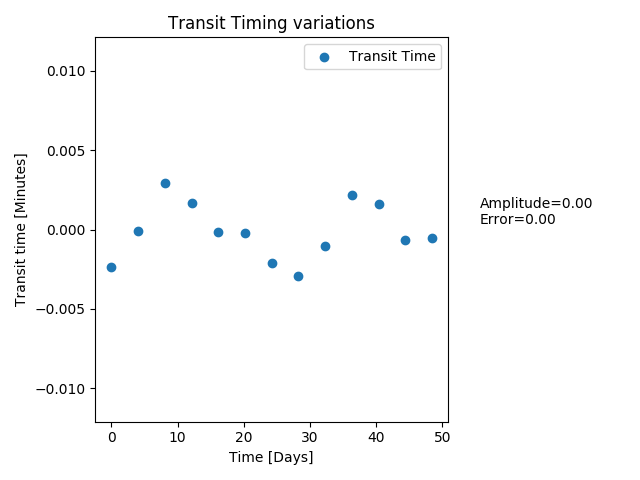 Transit Timing variations
Transit Time
0.010
0.005
0.000
−0.005
−0.010
Transit time [Minutes]
0 10 20 30 40 50
Time [Days]
Amplitude=0.00
Error=0.00